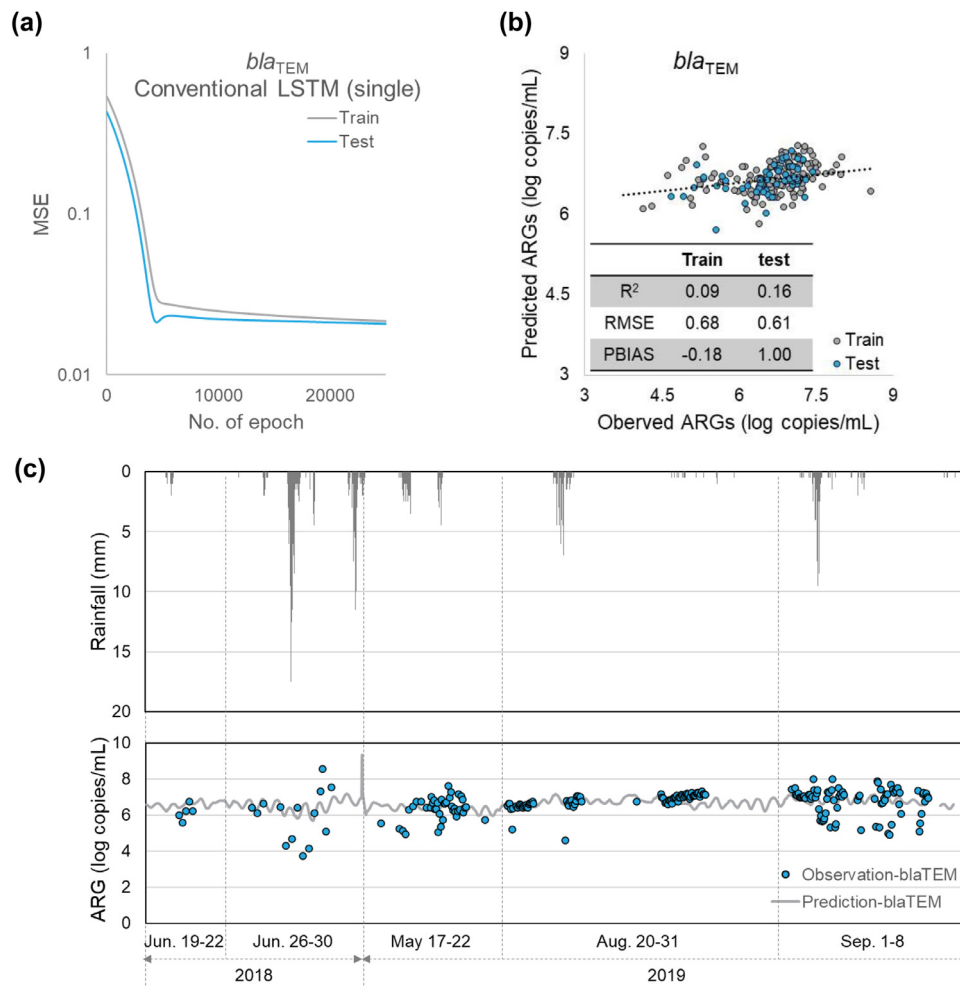 (a)
bla TEM
Conventional LSTM (single)
Train
Test
MSE
1
0.1
0.01
0 10000 20000
No. of epoch
(b)
bla TEM
Predicted ARGs (log copies/mL)
9
7.5
6
4.5
3
Train test
R² 0.09 0.16
RMSE 0.68 0.61
PBIAS -0.18 1.00
Train
Test
3 4.5 6 7.5 9
Oberved ARGs (log copies/mL)
(c)
Rainfall (mm)
0
5
10
15
20
ARG (log copies/mL)
10
8
6
4
2
0
Observation-blaTEM
Prediction-blaTEM
Jun. 19-22 Jun. 26-30 May 17-22 Aug. 20-31 Sep. 1-8
2018 2019